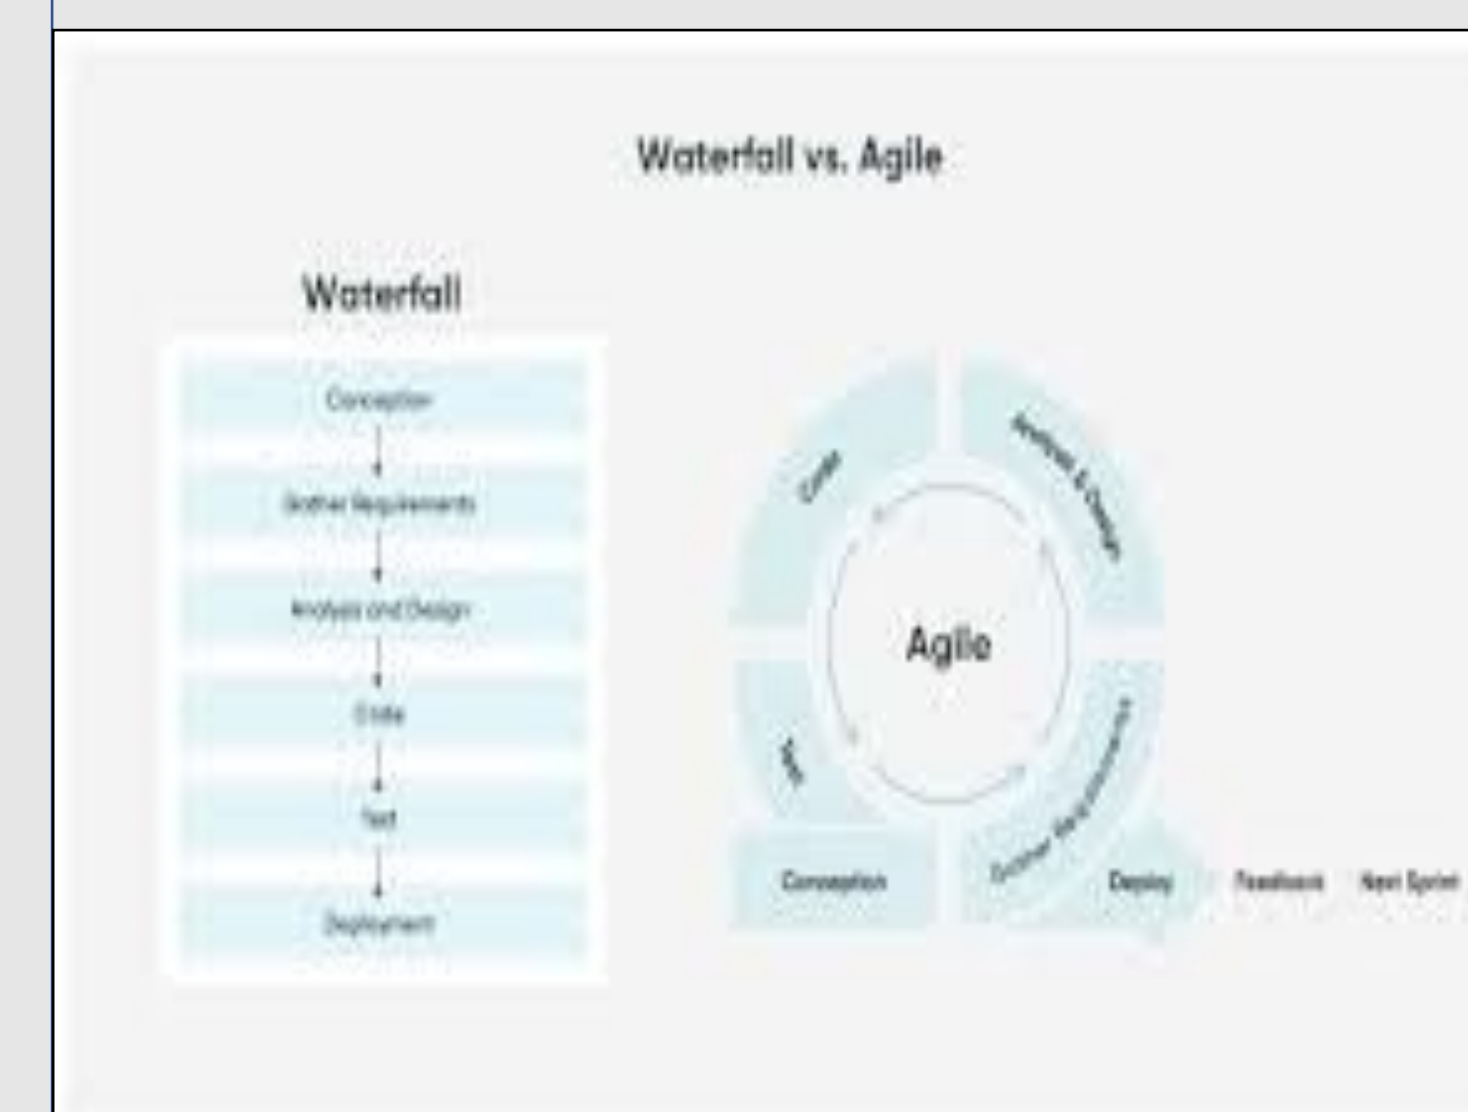 Waterfall vs. Agile
Waterfall
Conception
Gather Requirements
Analysis and Design
Code
Test
Deployment
Code
Analysis & Design
Agile
Test
Gather Requirements
Conception
Deploy
Feedback
Next Sprint